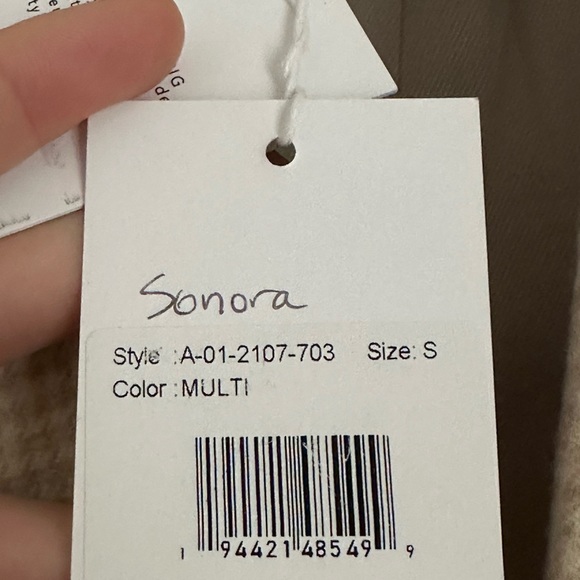 Sonora
Style :A-01-2107-703 Size: S
Color :MULTI
1 94421 48549 9